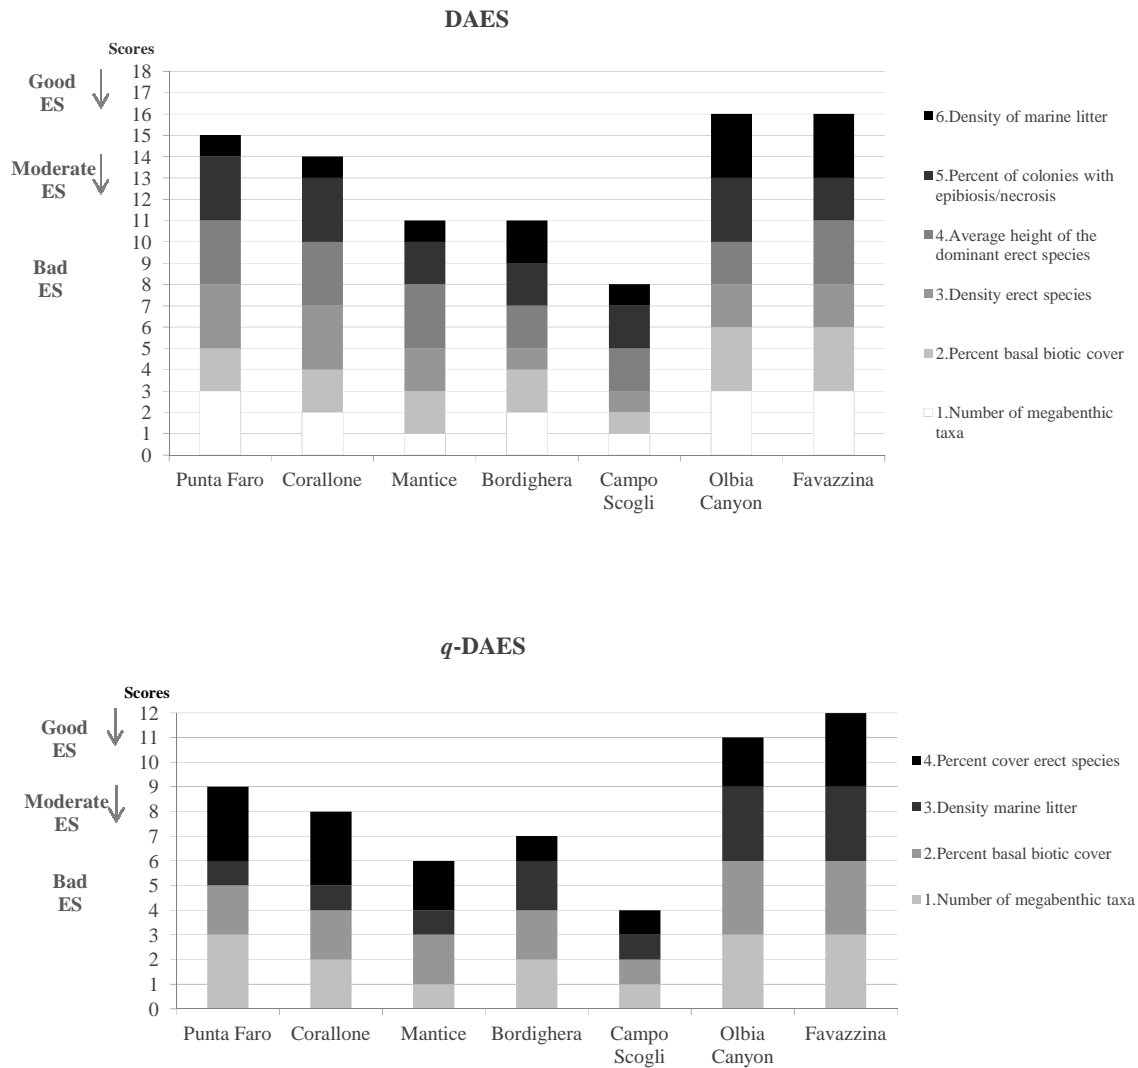 DAES
Scores
Good
ES
Moderate
ES
Bad
ES
18
17
16
15
14
13
12
11
10
9
8
7
6
5
4
3
2
1
0
Punta Faro
Corallone
Mantice
Bordighera
Campo
Scogli
Olbia
Canyon
Favazzina
6.Density of marine litter
5.Percent of colonies with
epibiosis/necrosis
4.Average height of the
dominant erect species
3.Density erect species
2.Percent basal biotic cover
1.Number of megabenthic
taxa
q-DAES
Scores
Good
ES
Moderate
ES
Bad
ES
12
11
10
9
8
7
6
5
4
3
2
1
0
Punta Faro
Corallone
Mantice
Bordighera
Campo
Scogli
Olbia
Canyon
Favazzina
4.Percent cover erect species
3.Density marine litter
2.Percent basal biotic cover
1.Number of megabenthic taxa